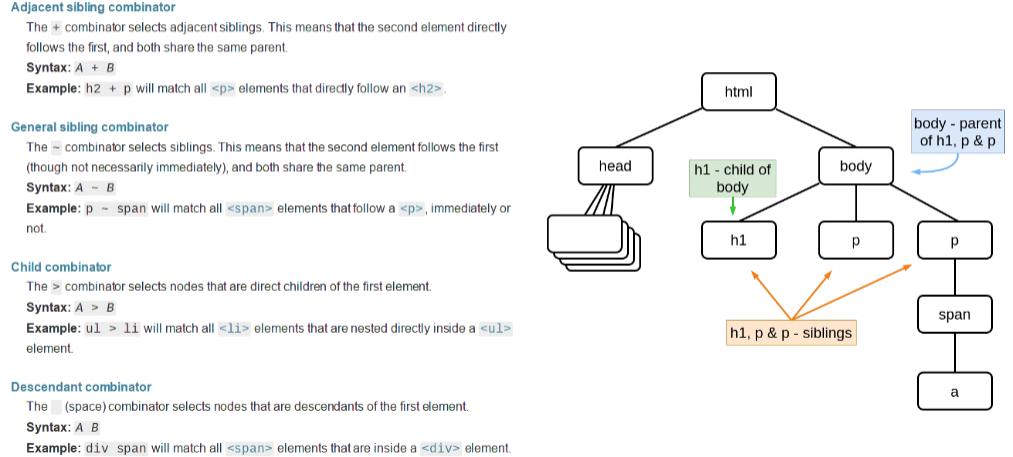 Adjacent sibling combinator
The + combinator selects adjacent siblings. This means that the second element directly
follows the first, and both share the same parent.
Syntax: A + B
Example: h2 + p will match all <p> elements that directly follow an <h2>.
General sibling combinator
The ~ combinator selects siblings. This means that the second element follows the first
(though not necessarily immediately), and both share the same parent.
Syntax: A ~ B
Example: p ~ span will match all <span> elements that follow a <p>, immediately or
not.
Child combinator
The > combinator selects nodes that are direct children of the first element.
Syntax: A > B
Example: ul > li will match all <li> elements that are nested directly inside a <ul>
element.
Descendant combinator
The (space) combinator selects nodes that are descendants of the first element.
Syntax: A B
Example: div span will match all <span> elements that are inside a <div> element.
html
body - parent
of h1, p & p
head
h1 - child of
body
body
h1
p
p
h1, p & p - siblings
span
a